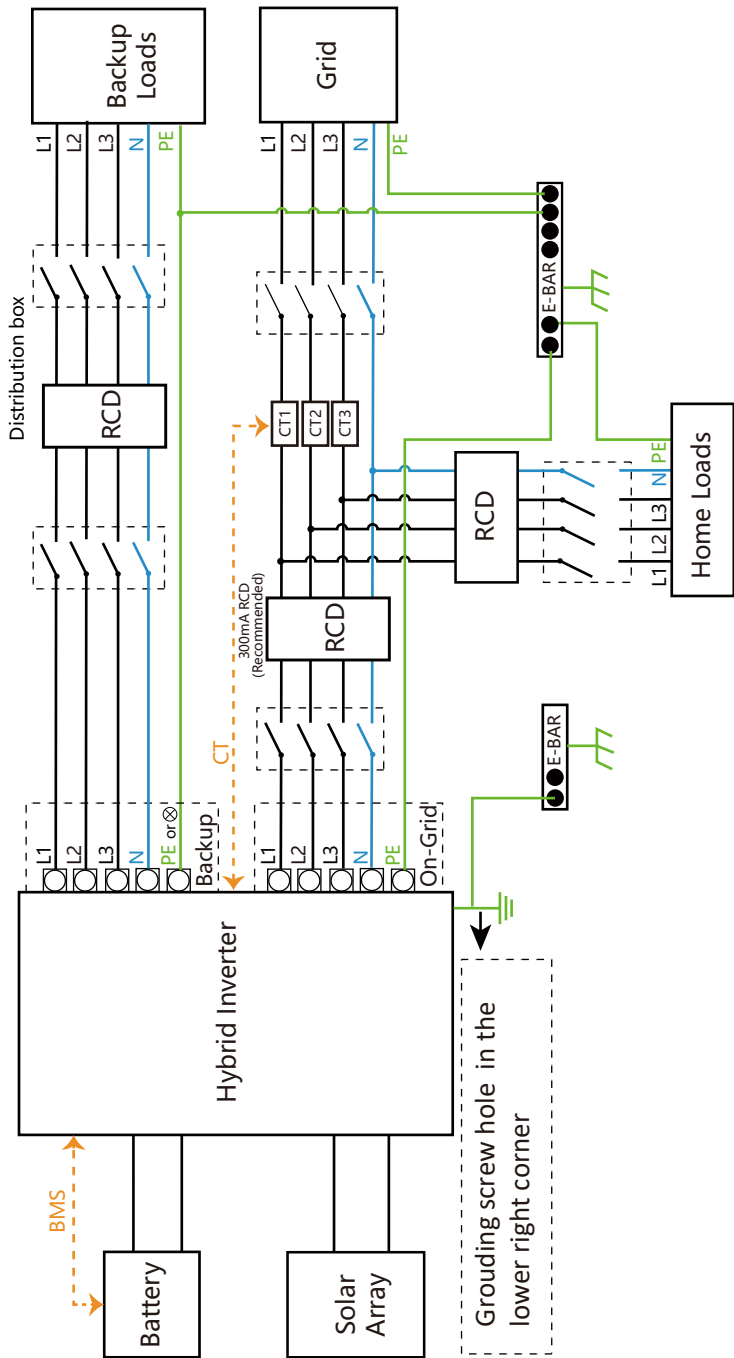 Battery
Solar
Array
BMS
Hybrid Inverter
Grouding screw hole in the
lower right corner
L1
L2
L3
N
PE or ⊗
Backup
L1
L2
L3
N
PE
On-Grid
CT
E-BAR
Distribution box
RCD
300mA RCD
(Recommended)
RCD
CT1
CT2
CT3
RCD
L1
L2
L3
N
PE
Home Loads
E-BAR
L1
L2
L3
N
PE
Backup
Loads
L1
L2
L3
N
PE
Grid